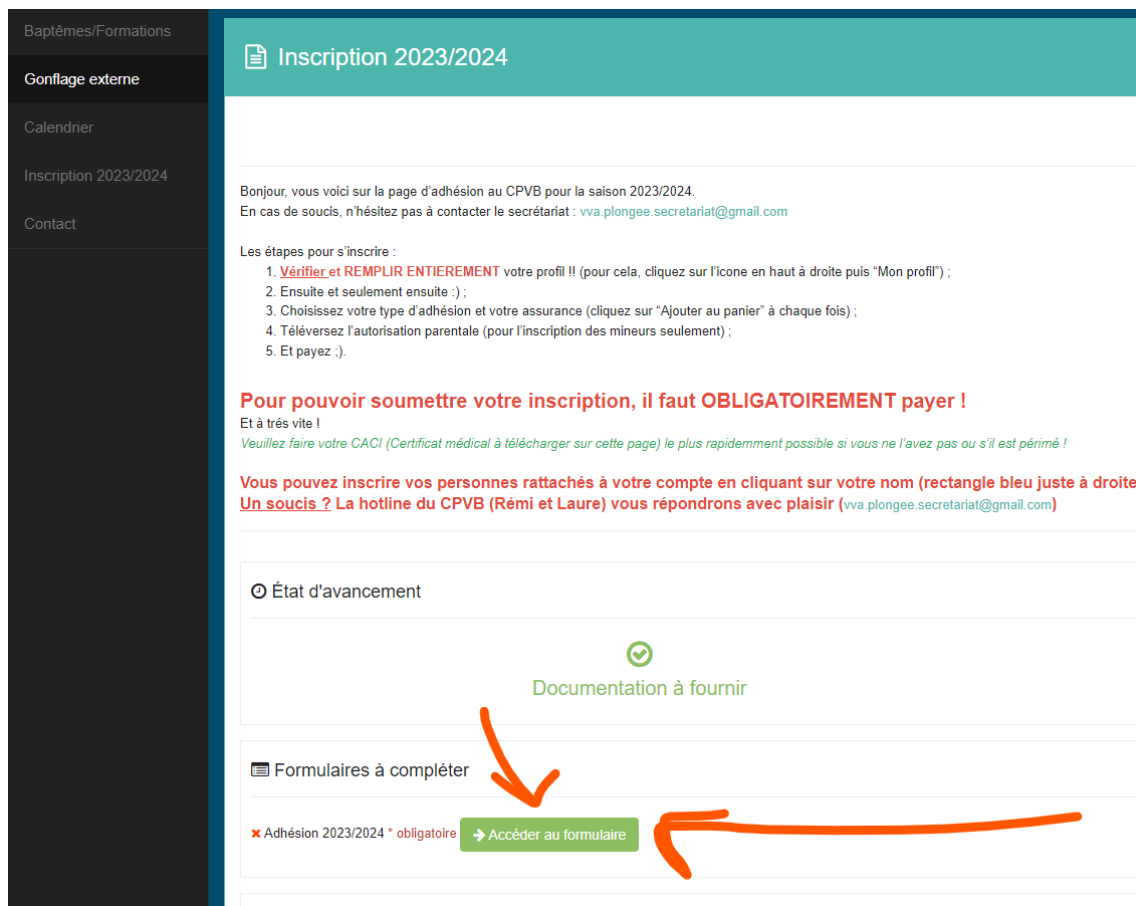 Baptêmes/Formations
Gonflage externe
Calendrier
Inscription 2023/2024
Contact
Inscription 2023/2024
Bonjour, vous voici sur la page d'adhésion au CPVB pour la saison 2023/2024.
En cas de soucis, n'hésitez pas à contacter le secrétariat : vva.plongee.secretariat@gmail.com
Les étapes pour s'inscrire :
1. Vérifier et REMPLIR ENTIEREMENT votre profil !! (pour cela, cliquez sur l'icone en haut à droite puis “Mon profil”) ;
2. Ensuite et seulement ensuite :) ;
3. Choisissez votre type d'adhésion et votre assurance (cliquez sur “Ajouter au panier” à chaque fois) ;
4. Téléversez l'autorisation parentale (pour l'inscription des mineurs seulement) ;
5. Et payez ;).
Pour pouvoir soumettre votre inscription, il faut OBLIGATOIREMENT payer !
Et à trés vite !
Veuillez faire votre CACI (Certificat médical à télécharger sur cette page) le plus rapidemment possible si vous ne l'avez pas ou s'il est périmé !
Vous pouvez inscrire vos personnes rattachés à votre compte en cliquant sur votre nom (rectangle bleu juste à droite
Un soucis ? La hotline du CPVB (Rémi et Laure) vous répondrons avec plaisir (vva.plongee.secretariat@gmail.com)
État d'avancement
Documentation à fournir
Formulaires à compléter
Adhésion 2023/2024 * obligatoire Accéder au formulaire